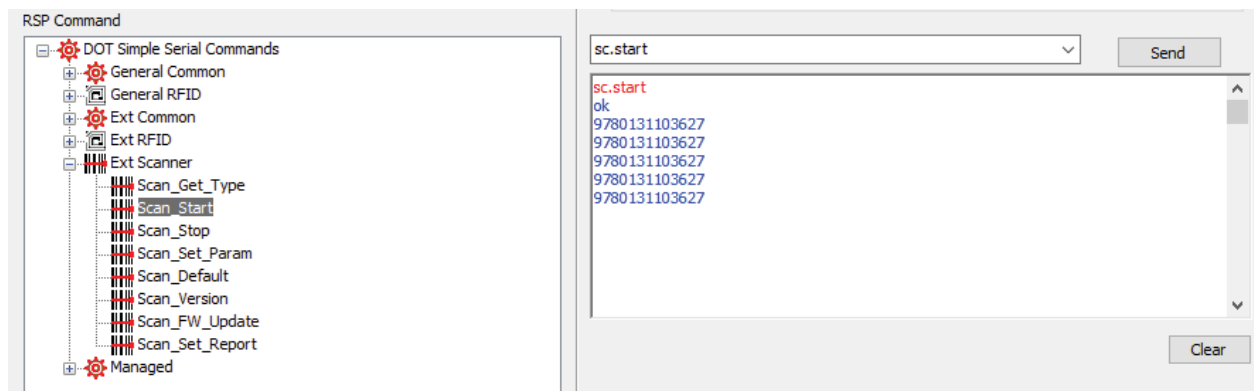 RSP Command
DOT Simple Serial Commands
General Common
General RFID
Ext Common
Ext RFID
Ext Scanner
Scan_Get_Type
Scan_Start
Scan_Stop
Scan_Set_Param
Scan_Default
Scan_Version
Scan_FW_Update
Scan_Set_Report
Managed
sc.start
Send
sc.start
ok
9780131103627
9780131103627
9780131103627
9780131103627
9780131103627
Clear